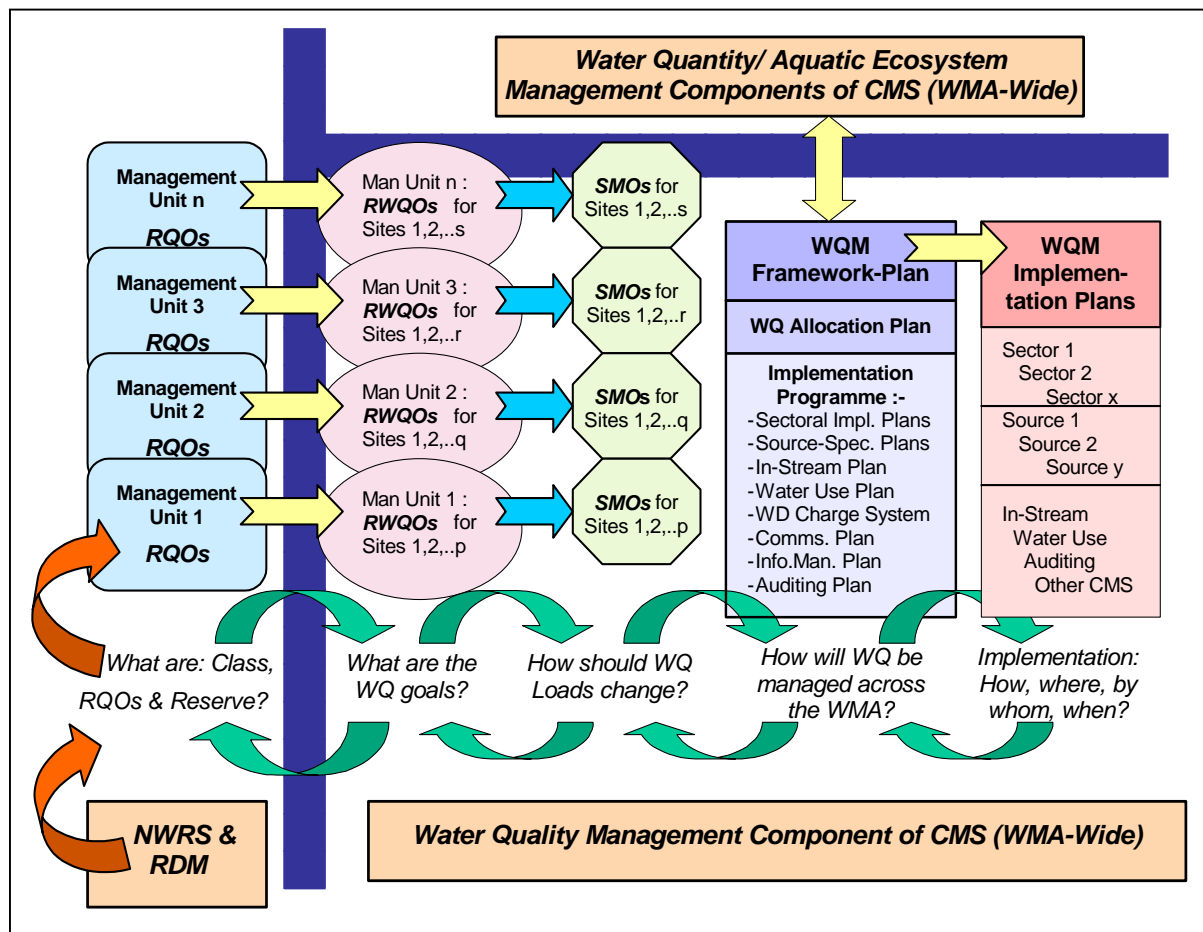 Water Quantity/ Aquatic Ecosystem
Management Components of CMS (WMA-Wide)
Management
Unit n
RQOs
Man Unit n :
RWQOs for
Sites 1,2,..s
SMOs for
Sites 1,2,..s
Management
Unit 3
RQOs
Man Unit 3 :
RWQOs for
Sites 1,2,..r
SMOs for
Sites 1,2,..r
Management
Unit 2
RQOs
Man Unit 2 :
RWQOs for
Sites 1,2,..q
SMOs for
Sites 1,2,..q
Management
Unit 1
RQOs
Man Unit 1 :
RWQOs for
Sites 1,2,..p
SMOs for
Sites 1,2,..p
WQM
Framework-Plan
WQ Allocation Plan
Implementation
Programme :-
-Sectoral Impl. Plans
-Source-Spec. Plans
-In-Stream Plan
-Water Use Plan
-WD Charge System
-Comms. Plan
-Info.Man. Plan
-Auditing Plan
WQM
Implemen-
tation Plans
Sector 1
Sector 2
Sector x
Source 1
Source 2
Source y
In-Stream
Water Use
Auditing
Other CMS
What are: Class,
RQOs & Reserve?
What are the
WQ goals?
How should WQ
Loads change?
How will WQ be
managed across
the WMA?
Implementation:
How, where, by
whom, when?
NWRS &
RDM
Water Quality Management Component of CMS (WMA-Wide)